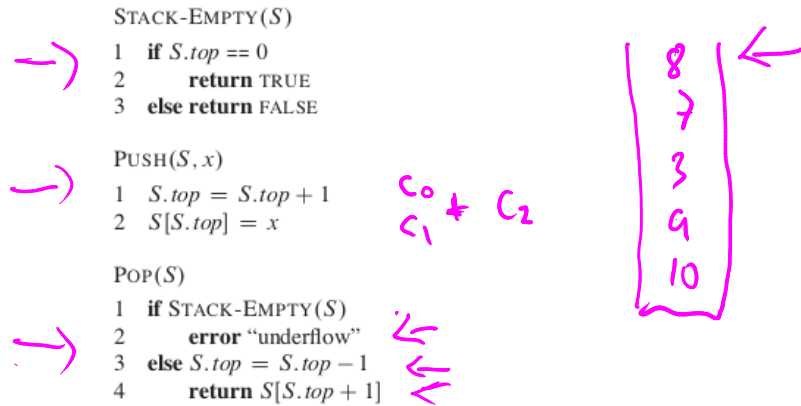 STACK-EMPTY(S)
1 if S.top == 0
2 return TRUE
3 else return FALSE
PUSH(S, x)
1 S.top = S.top + 1
2 S[S.top] = x
POP(S)
1 if STACK-EMPTY(S)
2 error “underflow”
3 else S.top = S.top − 1
4 return S[S.top + 1]
c0
c1 + c2
8
7
3
9
10